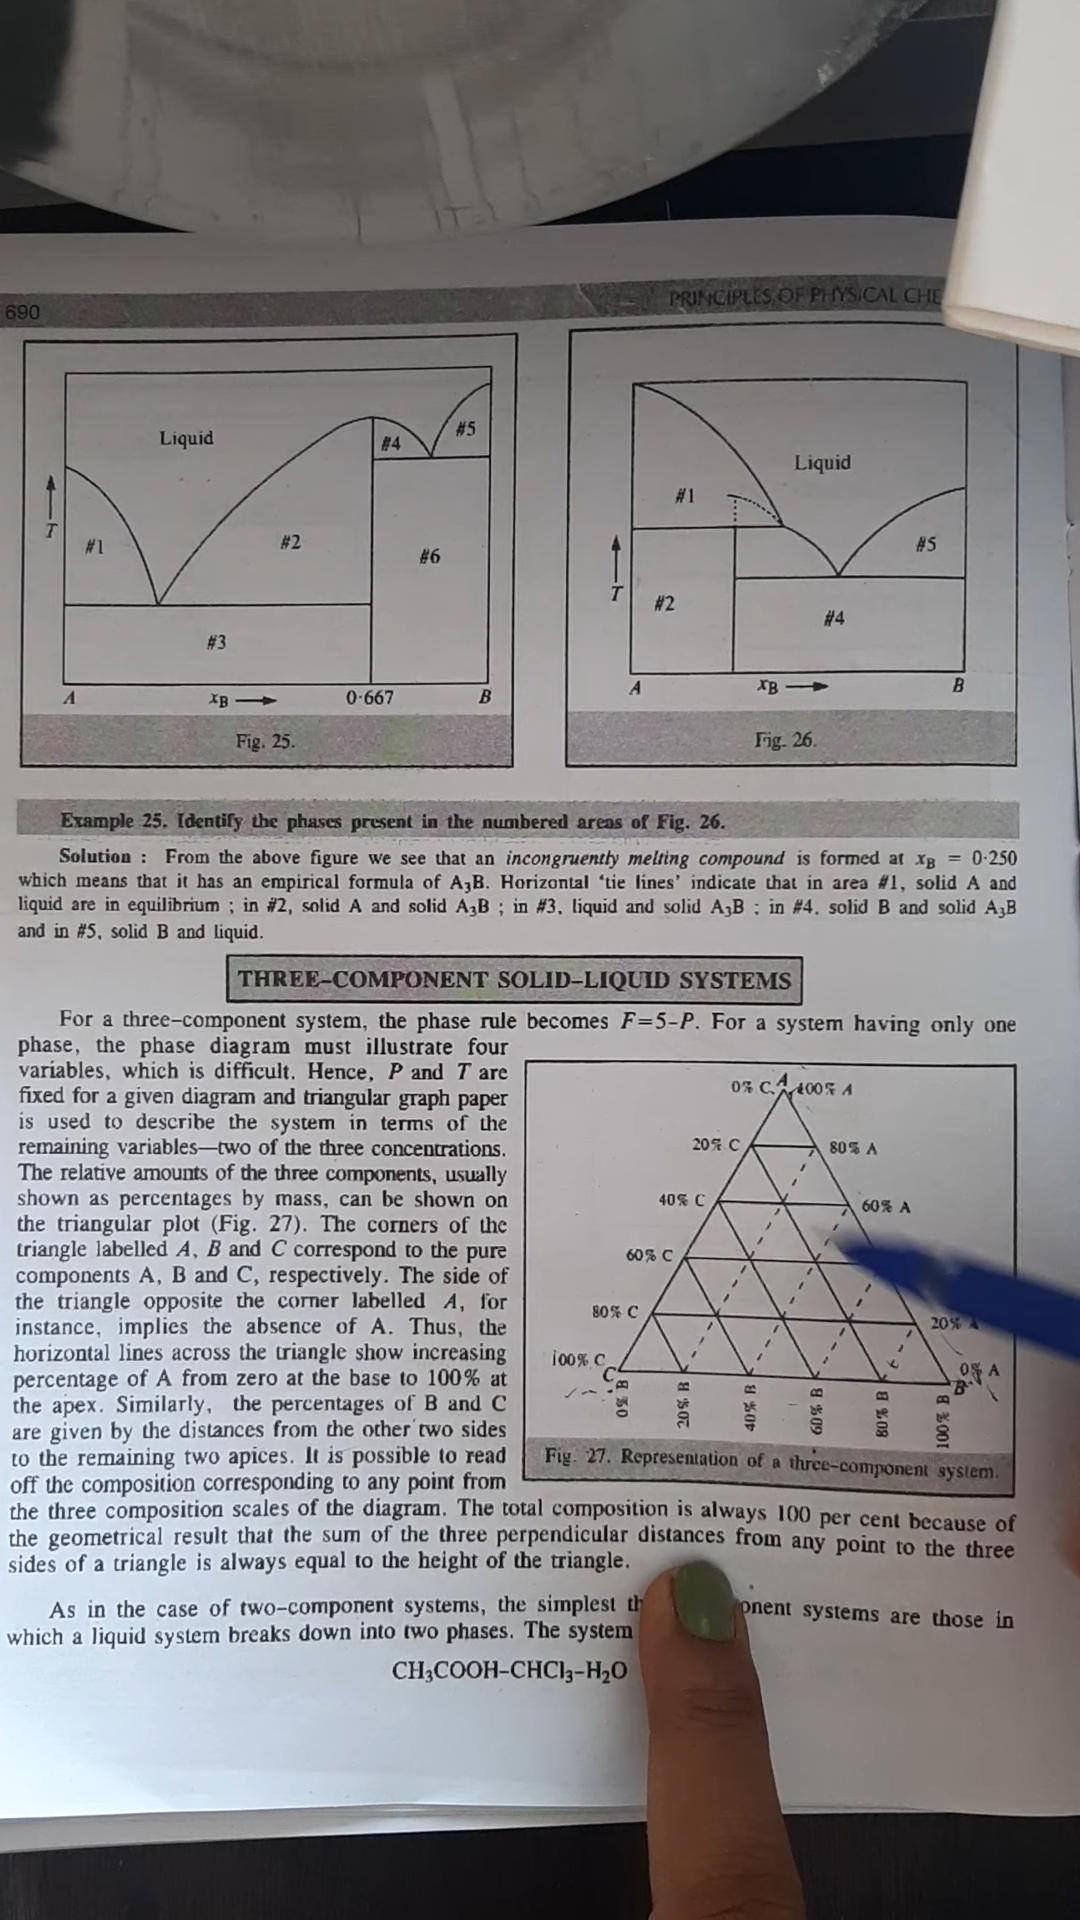 690
PRINCIPLES OF PHYSICAL CHE
Liquid
#1
#2
#3
#4
#5
#6
T
A
xB
0·667
B
Fig. 25.
Liquid
#1
#2
#4
#5
T
A
xB
B
Fig. 26.
Example 25. Identify the phases present in the numbered areas of Fig. 26.
Solution : From the above figure we see that an incongruently melting compound is formed at xB = 0·250
which means that it has an empirical formula of A₃B. Horizontal 'tie lines' indicate that in area #1, solid A and
liquid are in equilibrium ; in #2, solid A and solid A₃B ; in #3, liquid and solid A₃B ; in #4, solid B and solid A₃B
and in #5, solid B and liquid.
THREE–COMPONENT SOLID–LIQUID SYSTEMS
For a three–component system, the phase rule becomes F=5–P. For a system having only one
phase, the phase diagram must illustrate four
variables, which is difficult. Hence, P and T are
fixed for a given diagram and triangular graph paper
is used to describe the system in terms of the
remaining variables—two of the three concentrations.
The relative amounts of the three components, usually
shown as percentages by mass, can be shown on
the triangular plot (Fig. 27). The corners of the
triangle labelled A, B and C correspond to the pure
components A, B and C, respectively. The side of
the triangle opposite the corner labelled A, for
instance, implies the absence of A. Thus, the
horizontal lines across the triangle show increasing
percentage of A from zero at the base to 100% at
the apex. Similarly, the percentages of B and C
are given by the distances from the other two sides
to the remaining two apices. It is possible to read
off the composition corresponding to any point from
the three composition scales of the diagram. The total composition is always 100 per cent because of
the geometrical result that the sum of the three perpendicular distances from any point to the three
sides of a triangle is always equal to the height of the triangle.
0% C A 100% A
20% C 80% A
40% C 60% A
60% C
80% C 20% A
100% C C 0% A
B
0% B 20% B 40% B 60% B 80% B 100% B
Fig. 27. Representation of a three–component system.
As in the case of two–component systems, the simplest th onent systems are those in
which a liquid system breaks down into two phases. The system
CH₃COOH–CHCl₃–H₂O